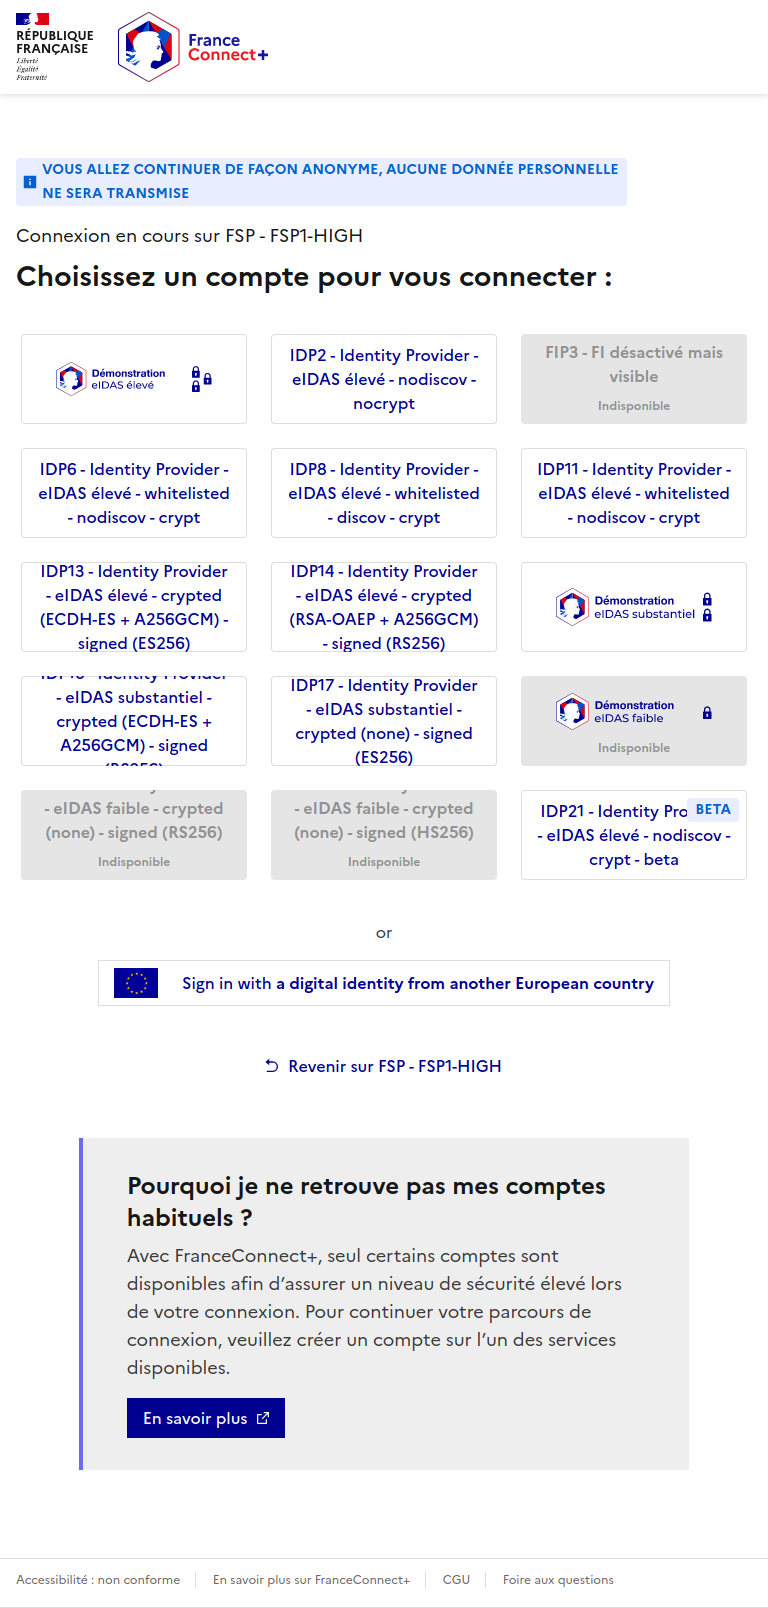 RÉPUBLIQUE
FRANÇAISE
Liberté
Égalité
Fraternité
France
Connect+
VOUS ALLEZ CONTINUER DE FAÇON ANONYME, AUCUNE DONNÉE PERSONNELLE
NE SERA TRANSMISE
Connexion en cours sur FSP - FSP1-HIGH
Choisissez un compte pour vous connecter :
Démonstration
eIDAS élevé
IDP2 - Identity Provider -
eIDAS élevé - nodiscov -
nocrypt
FIP3 - FI désactivé mais
visible
Indisponible
IDP6 - Identity Provider -
eIDAS élevé - whitelisted
- nodiscov - crypt
IDP8 - Identity Provider -
eIDAS élevé - whitelisted
- discov - crypt
IDP11 - Identity Provider -
eIDAS élevé - whitelisted
- nodiscov - crypt
IDP13 - Identity Provider
- eIDAS élevé - crypted
(ECDH-ES + A256GCM) -
signed (ES256)
IDP14 - Identity Provider
- eIDAS élevé - crypted
(RSA-OAEP + A256GCM)
- signed (RS256)
Démonstration
eIDAS substantiel
- Identity Provider
- eIDAS substantiel -
crypted (ECDH-ES +
A256GCM) - signed
IDP17 - Identity Provider
- eIDAS substantiel -
crypted (none) - signed
(ES256)
Démonstration
eIDAS faible
Indisponible
- eIDAS faible - crypted
(none) - signed (RS256)
Indisponible
- eIDAS faible - crypted
(none) - signed (HS256)
Indisponible
IDP21 - Identity Pro
BETA
- eIDAS élevé - nodiscov -
crypt - beta
or
Sign in with a digital identity from another European country
Revenir sur FSP - FSP1-HIGH
Pourquoi je ne retrouve pas mes comptes
habituels ?
Avec FranceConnect+, seul certains comptes sont
disponibles afin d’assurer un niveau de sécurité élevé lors
de votre connexion. Pour continuer votre parcours de
connexion, veuillez créer un compte sur l’un des services
disponibles.
En savoir plus
Accessibilité : non conforme
En savoir plus sur FranceConnect+
CGU
Foire aux questions